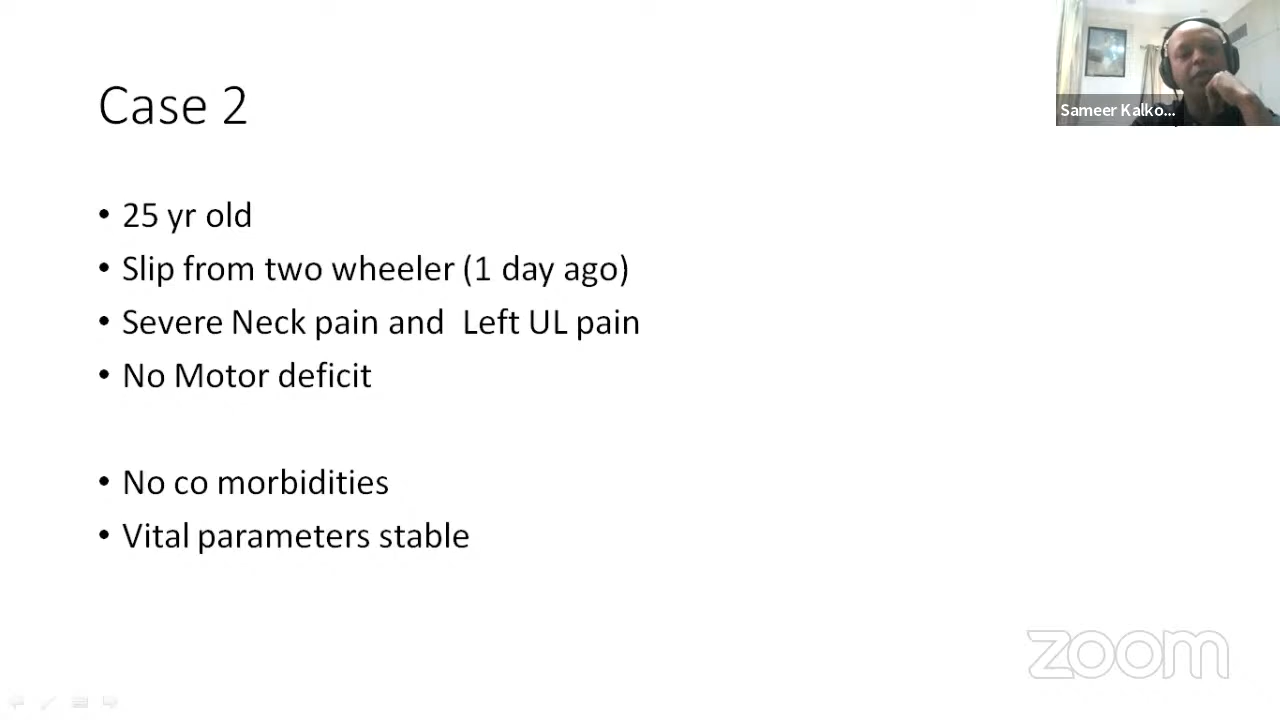 Case 2
Sameer Kalko...
• 25 yr old
• Slip from two wheeler (1 day ago)
• Severe Neck pain and  Left UL pain
• No Motor deficit
• No co morbidities
• Vital parameters stable
zoom